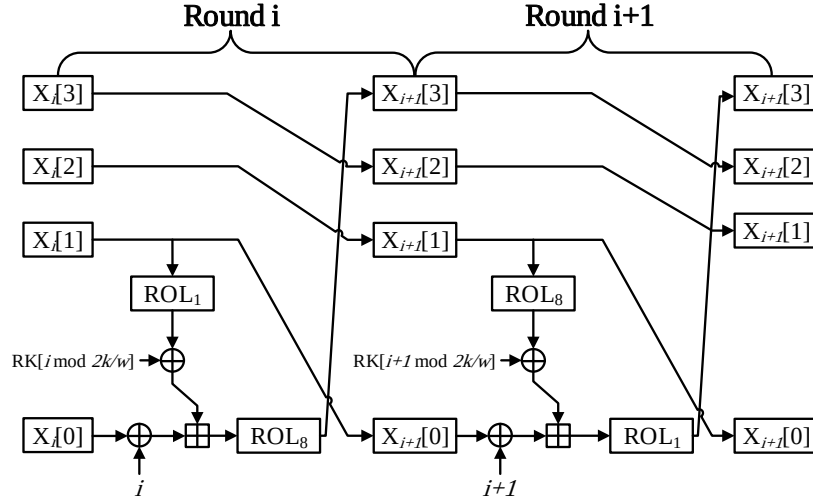 Round i Round i+1
X_i[3] X_{i+1}[3] X_{i+1}[3]
X_i[2] X_{i+1}[2] X_{i+1}[2]
X_i[1] X_{i+1}[1] X_{i+1}[1]
ROL_1 ROL_8
RK[i mod 2k/w] RK[i+1 mod 2k/w]
X_i[0] ROL_8 X_{i+1}[0] ROL_1 X_{i+1}[0]
i i+1